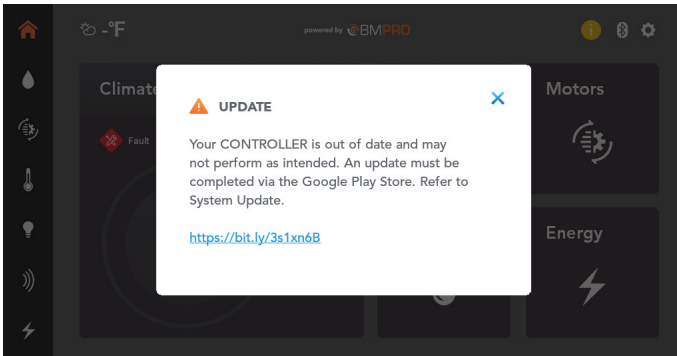 -°F
powered by BMPRO
i
Climate
UPDATE
Motors
Fault
Your CONTROLLER is out of date and may
not perform as intended. An update must be
completed via the Google Play Store. Refer to
System Update.
https://bit.ly/3s1xn6B
Energy